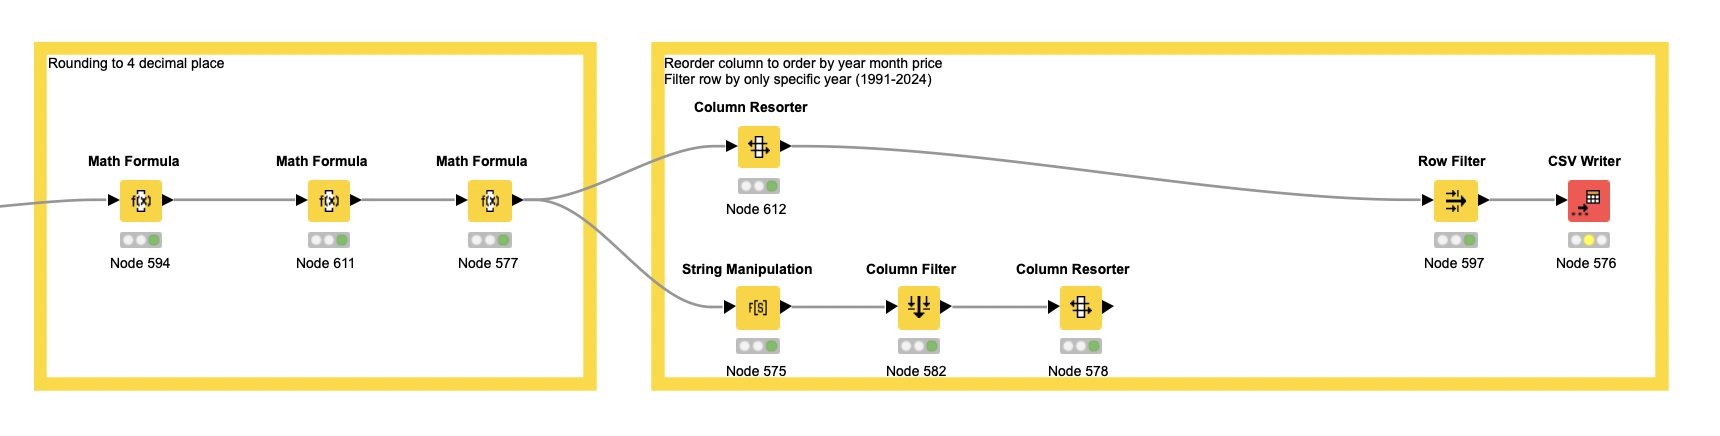 Rounding to 4 decimal place
Math Formula
f(x)
Node 594
Math Formula
f(x)
Node 611
Math Formula
f(x)
Node 577
Reorder column to order by year month price
Filter row by only specific year (1991-2024)
Column Resorter
Node 612
Row Filter
Node 597
CSV Writer
Node 576
String Manipulation
F[S]
Node 575
Column Filter
Node 582
Column Resorter
Node 578